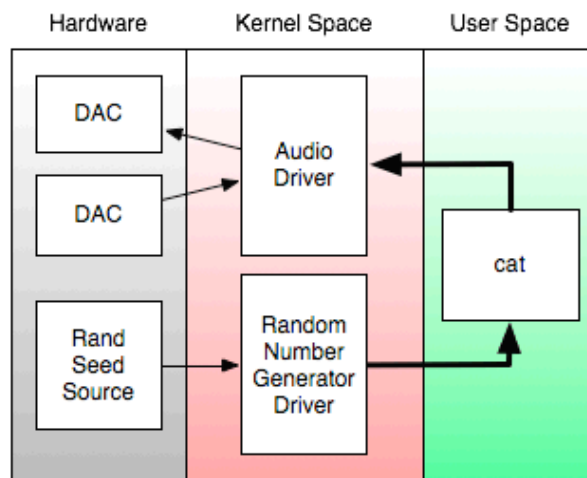 Hardware
Kernel Space
User Space
DAC
Audio
Driver
DAC
cat
Rand
Seed
Source
Random
Number
Generator
Driver